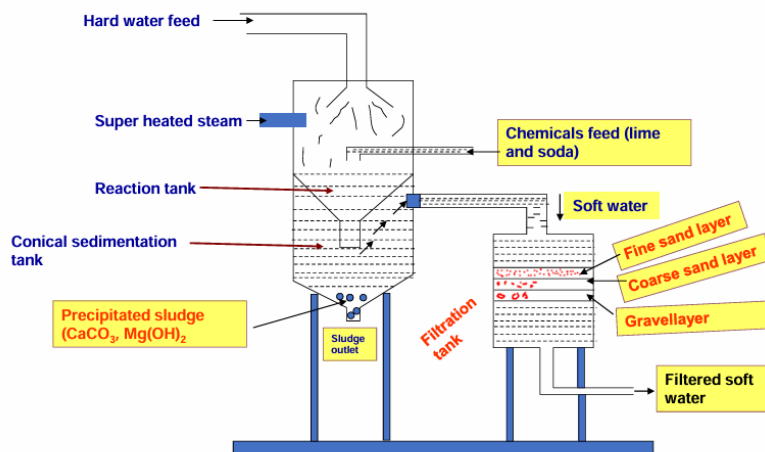 Hard water feed
Super heated steam
Chemicals feed (lime
and soda)
Reaction tank
Soft water
Conical sedimentation
tank
Fine sand layer
Coarse sand layer
Gravellayer
Precipitated sludge
(CaCO₃, Mg(OH)₂
Sludge
outlet
Filtration
tank
Filtered soft
water